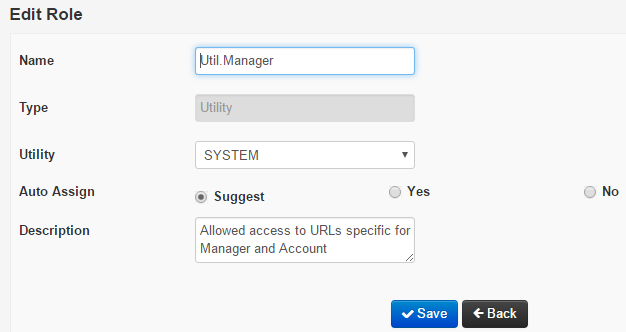 Edit Role
Name Util.Manager
Type Utility
Utility SYSTEM
Auto Assign Suggest Yes No
Description Allowed access to URLs specific for
Manager and Account
Save Back